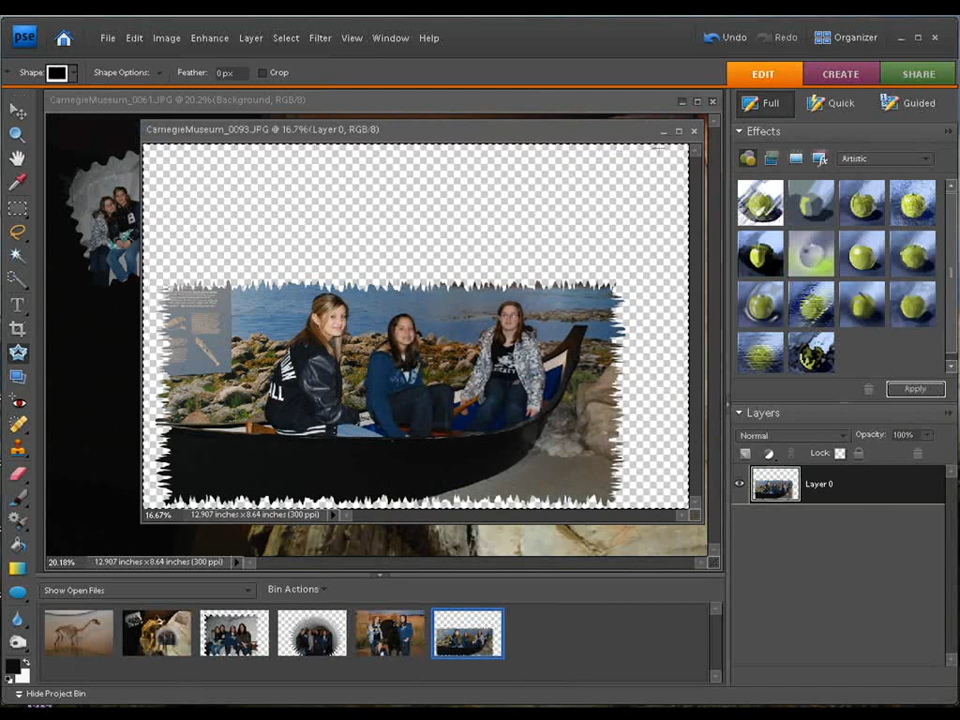 pse File Edit Image Enhance Layer Select Filter View Window Help Undo Redo Organizer
Shape: Shape Options: Feather: 0 px Crop
EDIT CREATE SHARE
CarnegieMuseum_0061.JPG @ 20.2% (Background, RGB/8)
Full Quick Guided
CarnegieMuseum_0093.JPG @ 16.7% (Layer 0, RGB/8)
Effects
Artistic
Apply
Layers
Normal Opacity: 100%
Lock:
Layer 0
16.67% 12.907 inches x 8.64 inches (300 ppi)
20.18% 12.907 inches x 8.64 inches (300 ppi)
Show Open Files Bin Actions
Hide Project Bin